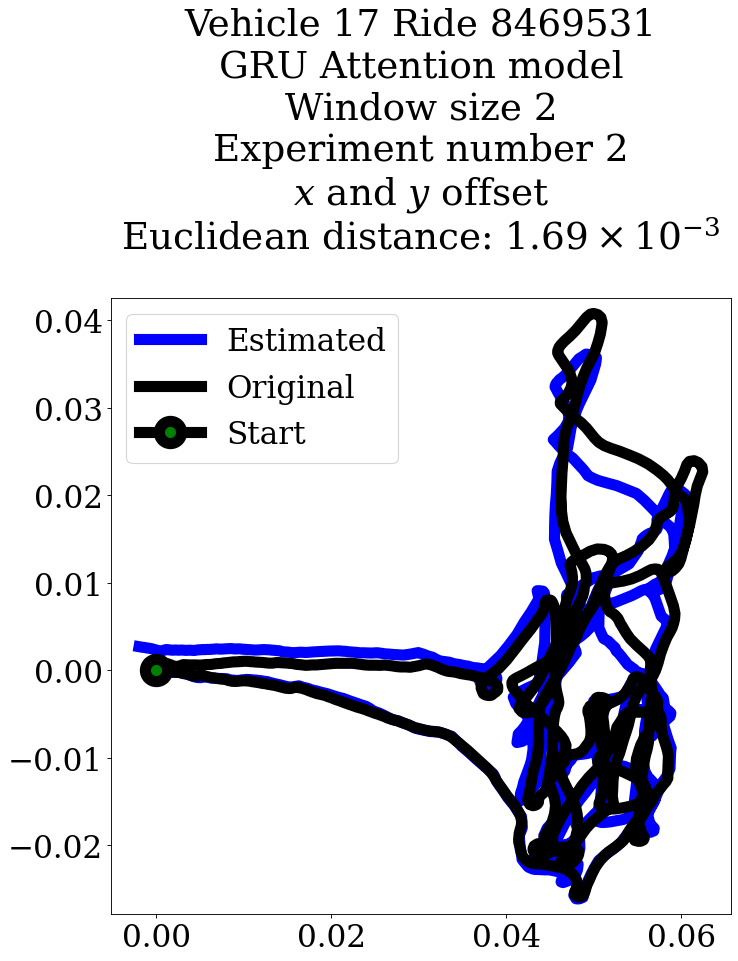 Vehicle 17 Ride 8469531
GRU Attention model
Window size 2
Experiment number 2
x and y offset
Euclidean distance: 1.69 × 10⁻³
Estimated
Original
Start
0.04
0.03
0.02
0.01
0.00
−0.01
−0.02
0.00 0.02 0.04 0.06